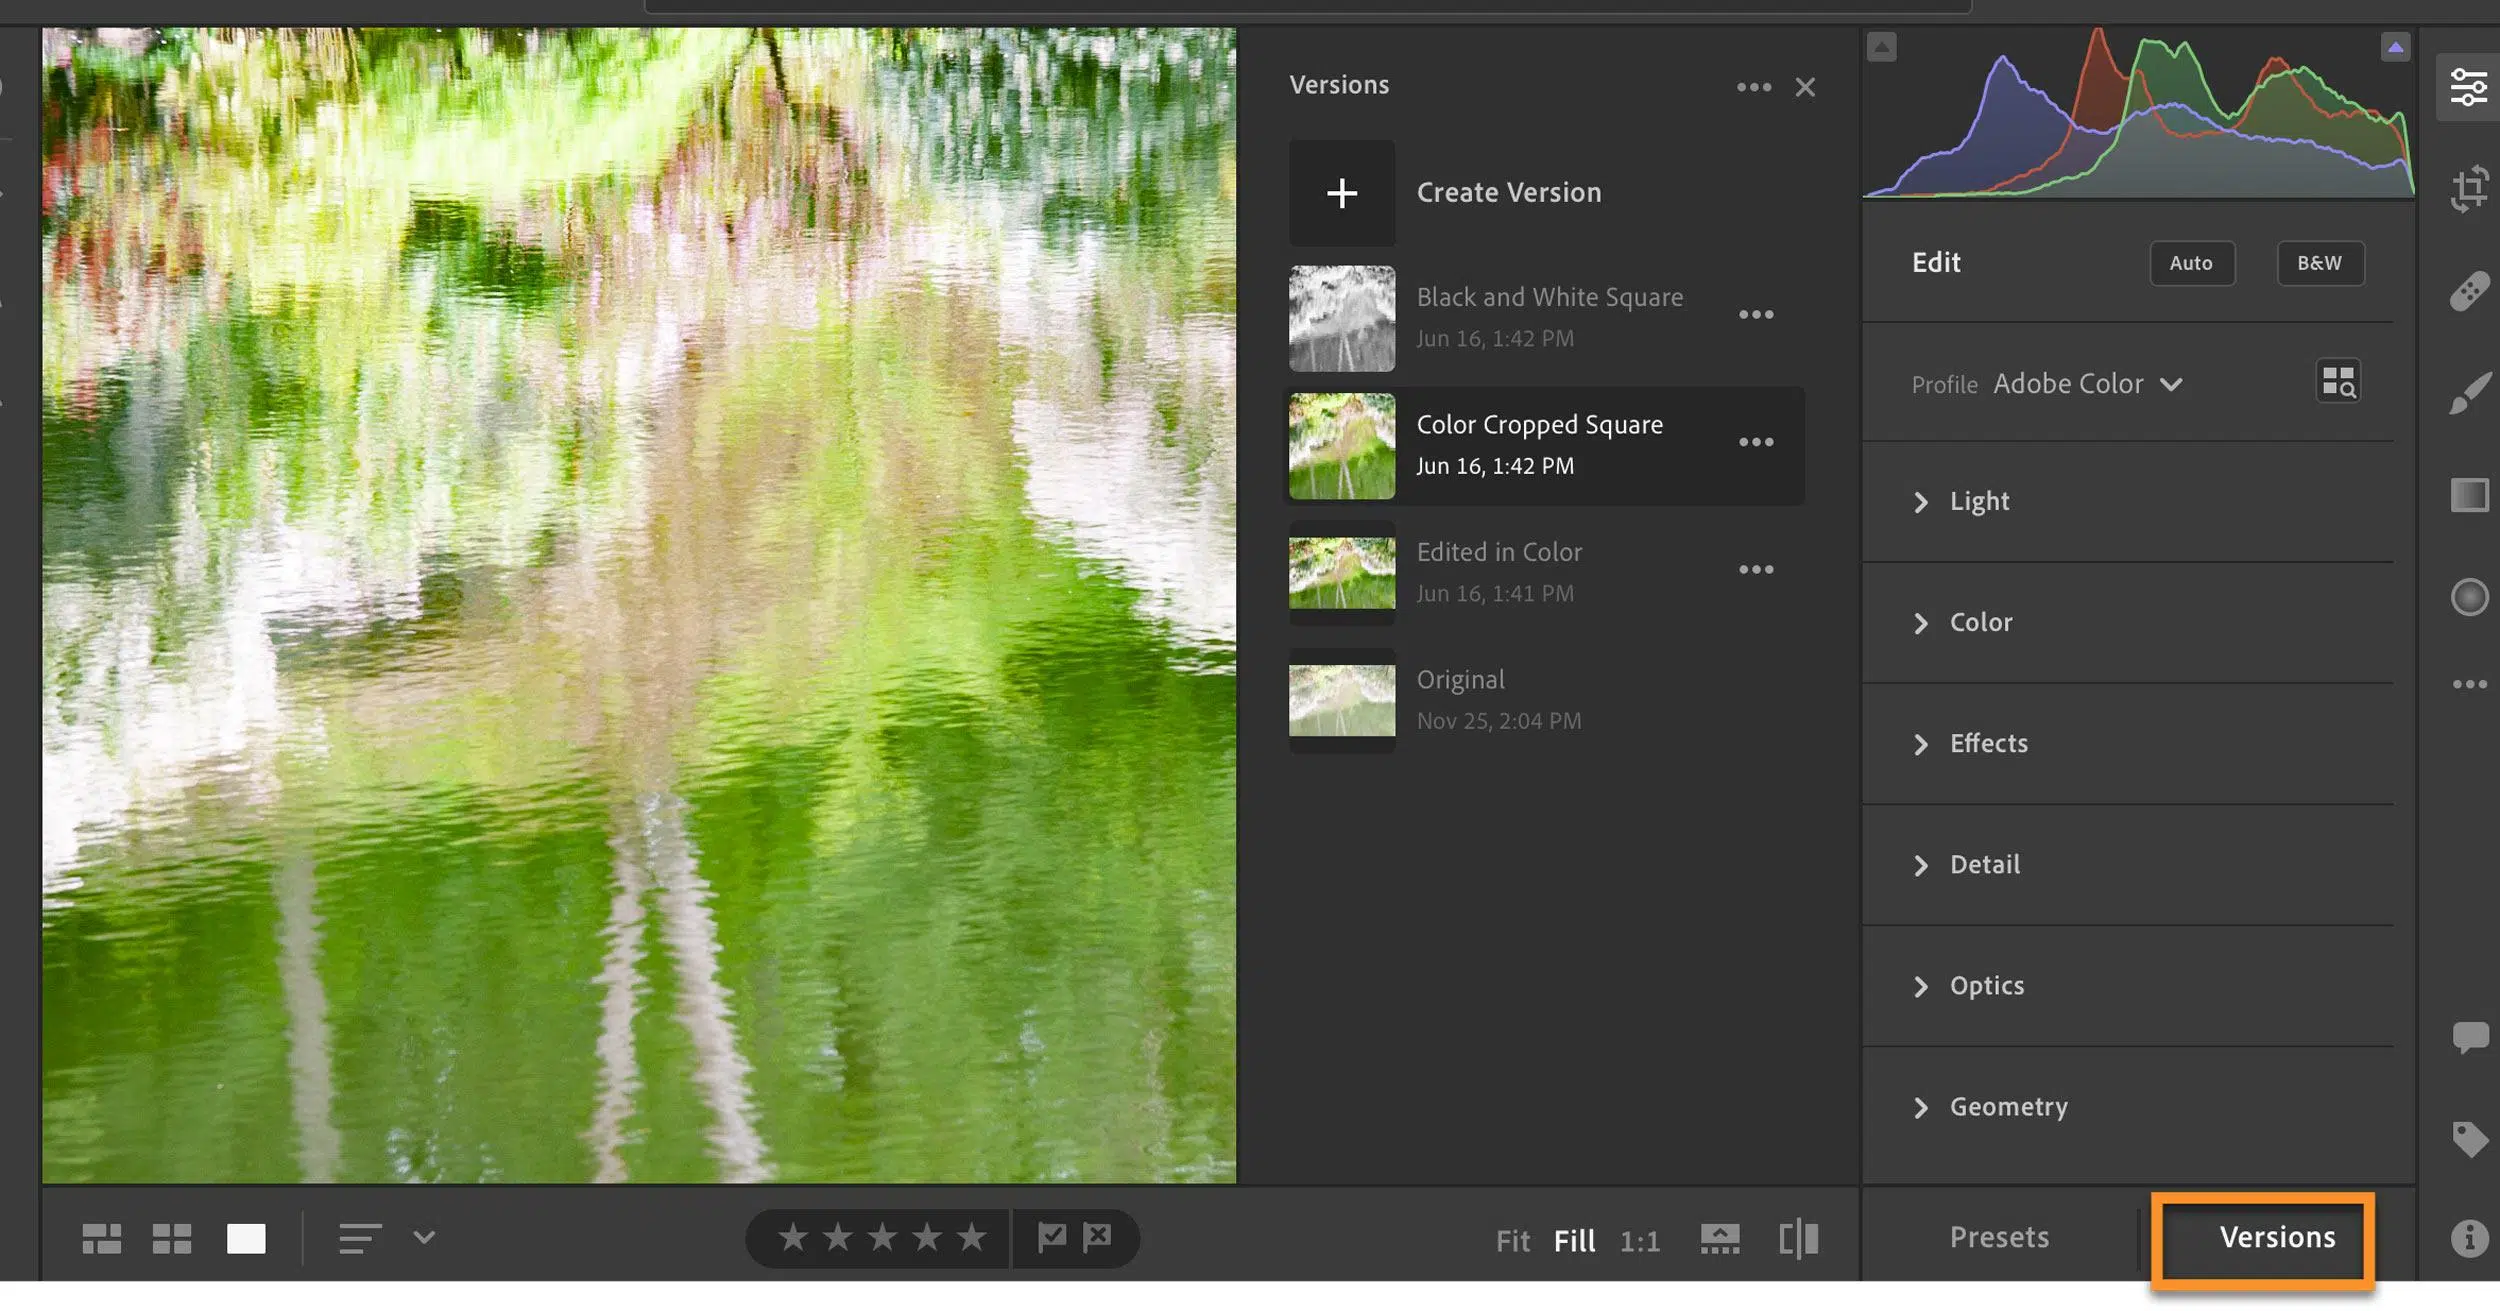 Versions
Create Version
Black and White Square
Jun 16, 1:42 PM
Color Cropped Square
Jun 16, 1:42 PM
Edited in Color
Jun 16, 1:41 PM
Original
Nov 25, 2:04 PM
Edit Auto B&W
Profile Adobe Color
Light
Color
Effects
Detail
Optics
Geometry
Fit Fill 1:1
Presets Versions